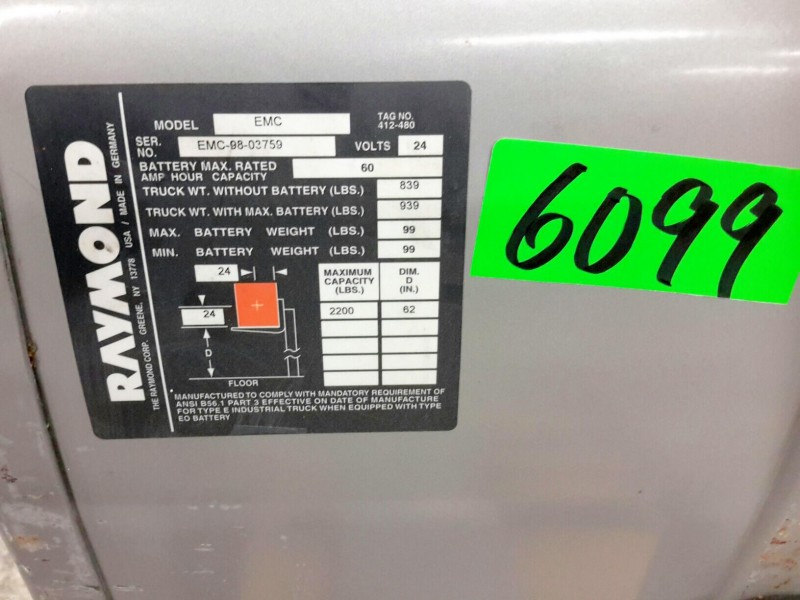 RAYMOND
THE RAYMOND CORP. GREENE, NY 13778 USA / MADE IN GERMANY
MODEL EMC TAG NO. 412-480
SER. NO. EMC-98-03759 VOLTS 24
BATTERY MAX. RATED AMP HOUR CAPACITY 60
TRUCK WT. WITHOUT BATTERY (LBS.) 839
TRUCK WT. WITH MAX. BATTERY (LBS.) 939
MAX. BATTERY WEIGHT (LBS.) 99
MIN. BATTERY WEIGHT (LBS.) 99
24
24
D
FLOOR
MAXIMUM CAPACITY (LBS.) DIM. D (IN.)
2200 62
MANUFACTURED TO COMPLY WITH MANDATORY REQUIREMENT OF
ANSI B56.1 PART 3 EFFECTIVE ON DATE OF MANUFACTURE
FOR TYPE E INDUSTRIAL TRUCK WHEN EQUIPPED WITH TYPE
EO BATTERY
6099